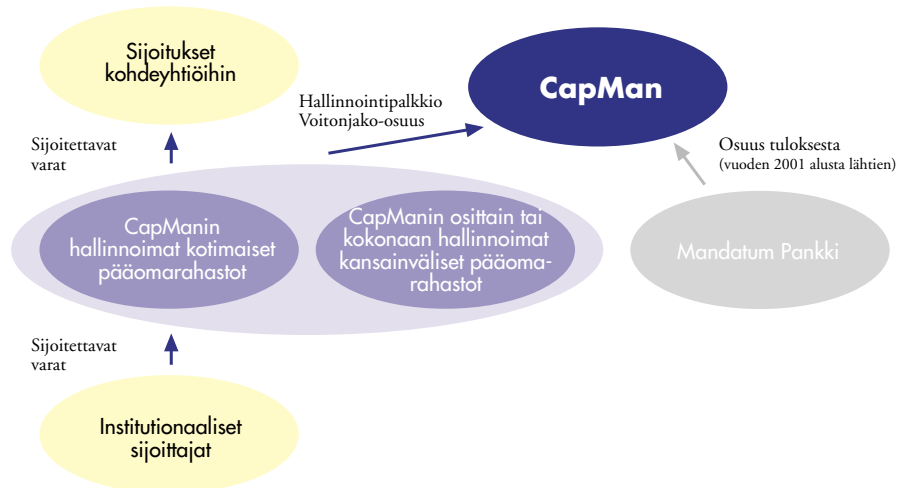 Sijoitukset
kohdeyhtiöihin
CapMan
Hallinnointipalkkio
Voitonjako-osuus
Sijoitettavat
varat
Osuus tuloksesta
(vuoden 2001 alusta lähtien)
CapManin
hallinnoimat kotimaiset
pääomarahastot
CapManin osittain tai
kokonaan hallinnoimat
kansainväliset pääoma-
rahastot
Mandatum Pankki
Sijoitettavat
varat
Institutionaaliset
sijoittajat